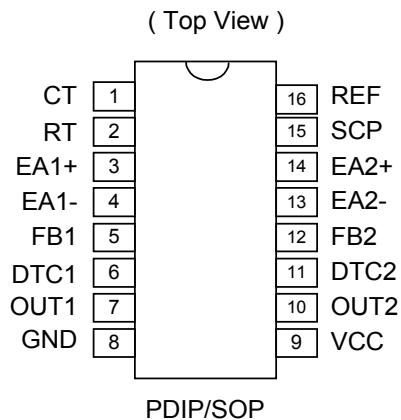 ( Top View )
CT 1 16 REF
RT 2 15 SCP
EA1+ 3 14 EA2+
EA1- 4 13 EA2-
FB1 5 12 FB2
DTC1 6 11 DTC2
OUT1 7 10 OUT2
GND 8 9 VCC
PDIP/SOP